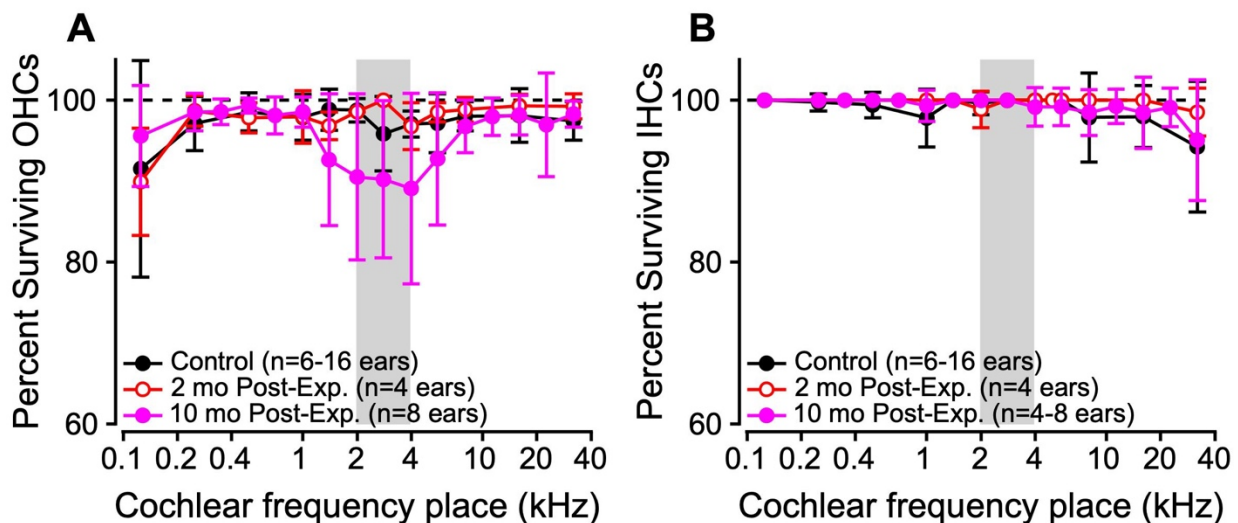 A
Percent Surviving OHCs
100
80
60
Control (n=6-16 ears)
2 mo Post-Exp. (n=4 ears)
10 mo Post-Exp. (n=8 ears)
0.1 0.2 0.4 1 2 4 10 20 40
Cochlear frequency place (kHz)
B
Percent Surviving IHCs
100
80
60
Control (n=6-16 ears)
2 mo Post-Exp. (n=4 ears)
10 mo Post-Exp. (n=4-8 ears)
0.1 0.2 0.4 1 2 4 10 20 40
Cochlear frequency place (kHz)